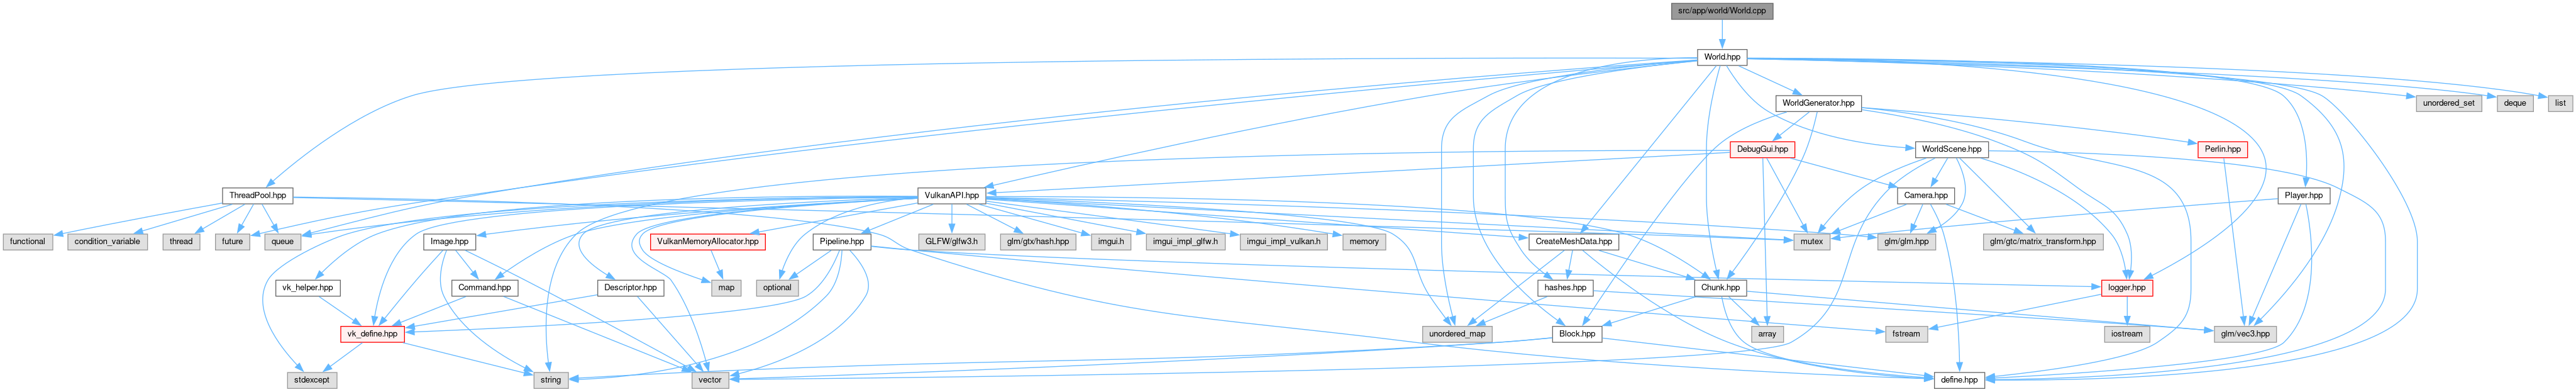 src/app/world/World.cpp
World.hpp
WorldGenerator.hpp
unordered_set
deque
list
DebugGui.hpp
WorldScene.hpp
Perlin.hpp
ThreadPool.hpp
VulkanAPI.hpp
Camera.hpp
Player.hpp
functional
condition_variable
thread
future
queue
Image.hpp
VulkanMemoryAllocator.hpp
Pipeline.hpp
GLFW/glfw3.h
glm/gtx/hash.hpp
imgui.h
imgui_impl_glfw.h
imgui_impl_vulkan.h
memory
CreateMeshData.hpp
mutex
glm/glm.hpp
glm/gtc/matrix_transform.hpp
vk_helper.hpp
Command.hpp
Descriptor.hpp
map
optional
hashes.hpp
Chunk.hpp
logger.hpp
vk_define.hpp
unordered_map
Block.hpp
array
fstream
iostream
glm/vec3.hpp
stdexcept
string
vector
define.hpp